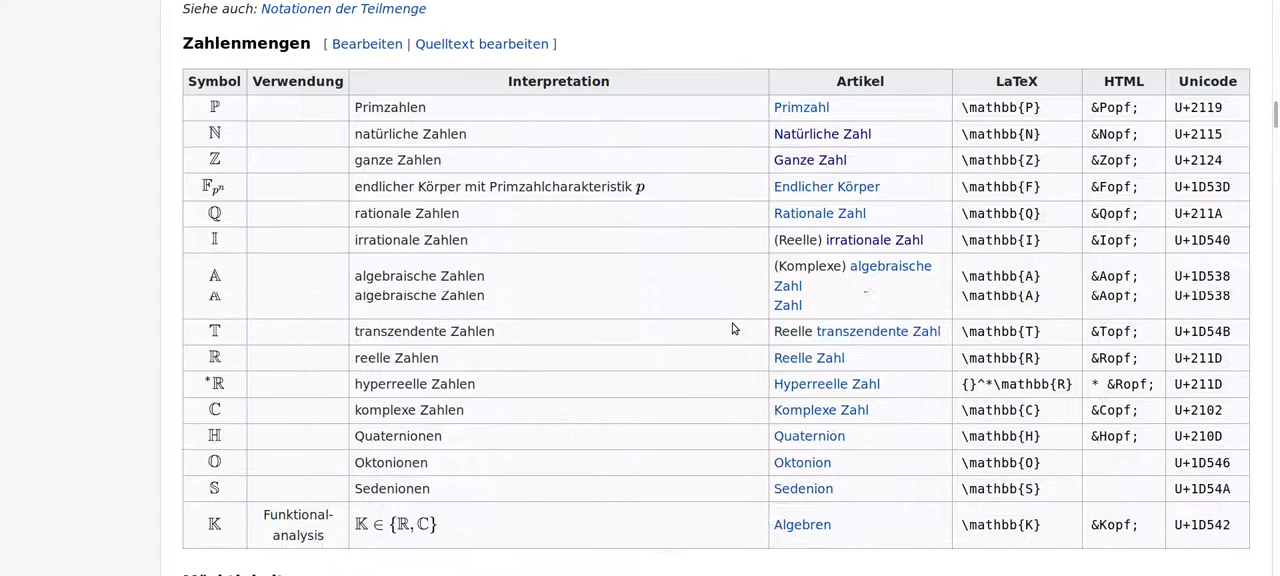 Siehe auch: Notationen der Teilmenge
Zahlenmengen [ Bearbeiten | Quelltext bearbeiten ]
Symbol Verwendung Interpretation Artikel LaTeX HTML Unicode
ℙ Primzahlen Primzahl \mathbb{P} &Popf; U+2119
ℕ natürliche Zahlen Natürliche Zahl \mathbb{N} &Nopf; U+2115
ℤ ganze Zahlen Ganze Zahl \mathbb{Z} &Zopf; U+2124
𝔽pⁿ endlicher Körper mit Primzahlcharakteristik p Endlicher Körper \mathbb{F} &Fopf; U+1D53D
ℚ rationale Zahlen Rationale Zahl \mathbb{Q} &Qopf; U+211A
𝕀 irrationale Zahlen (Reelle) irrationale Zahl \mathbb{I} &Iopf; U+1D540
(Komplexe) algebraische
𝔸 algebraische Zahlen Zahl \mathbb{A} &Aopf; U+1D538
𝔸 algebraische Zahlen Zahl \mathbb{A} &Aopf; U+1D538
𝕋 transzendente Zahlen Reelle transzendente Zahl \mathbb{T} &Topf; U+1D54B
ℝ reelle Zahlen Reelle Zahl \mathbb{R} &Ropf; U+211D
*ℝ hyperreelle Zahlen Hyperreelle Zahl {}^*\mathbb{R} * &Ropf; U+211D
ℂ komplexe Zahlen Komplexe Zahl \mathbb{C} &Copf; U+2102
ℍ Quaternionen Quaternion \mathbb{H} &Hopf; U+210D
𝕆 Oktonionen Oktonion \mathbb{O} U+1D546
𝕊 Sedenionen Sedenion \mathbb{S} U+1D54A
𝕂 Funktional-
analysis 𝕂 ∈ {ℝ, ℂ} Algebren \mathbb{K} &Kopf; U+1D542